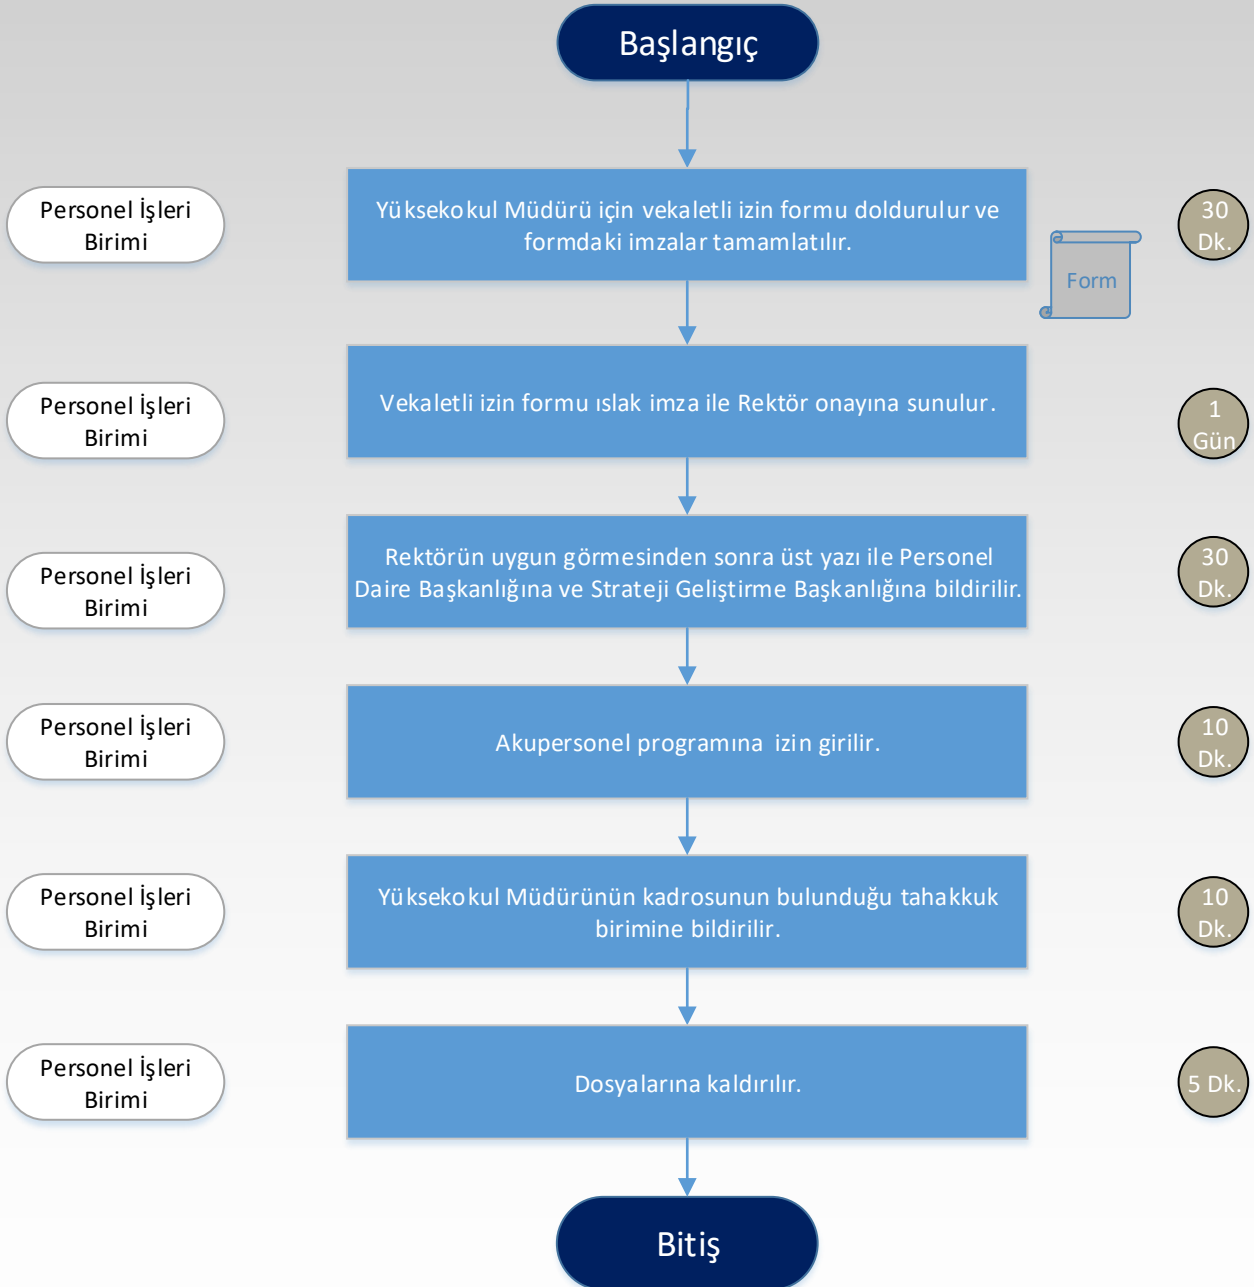 Başlangıç
Personel İşleri
Birimi
Yüksekokul Müdürü için vekaletli izin formu doldurulur ve
formdaki imzalar tamamlatılır.
30
Dk.
Form
Personel İşleri
Birimi
Vekaletli izin formu ıslak imza ile Rektör onayına sunulur.
1
Gün
Personel İşleri
Birimi
Rektörün uygun görmesinden sonra üst yazı ile Personel
Daire Başkanlığına ve Strateji Geliştirme Başkanlığına bildirilir.
30
Dk.
Personel İşleri
Birimi
Akupersonel programına izin girilir.
10
Dk.
Personel İşleri
Birimi
Yüksekokul Müdürünün kadrosunun bulunduğu tahakkuk
birimine bildirilir.
10
Dk.
Personel İşleri
Birimi
Dosyalarına kaldırılır.
5 Dk.
Bitiş